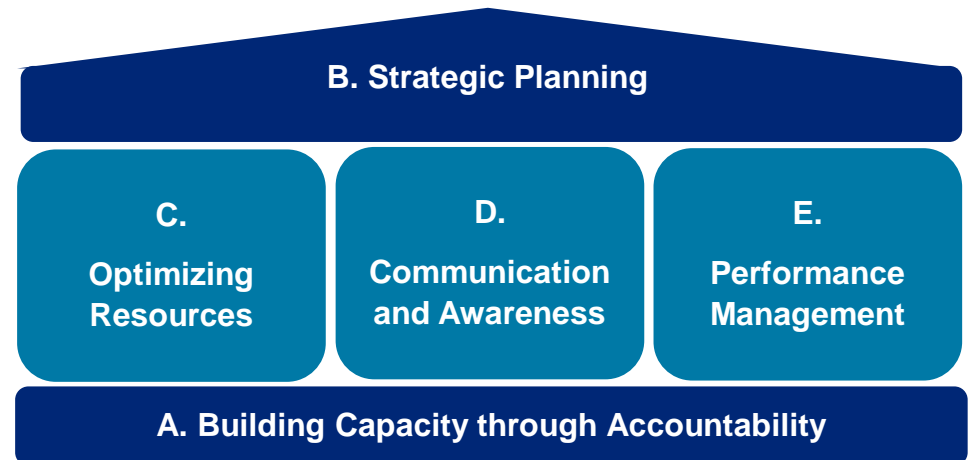 B. Strategic Planning
C.
Optimizing
Resources
D.
Communication
and Awareness
E.
Performance
Management
A. Building Capacity through Accountability